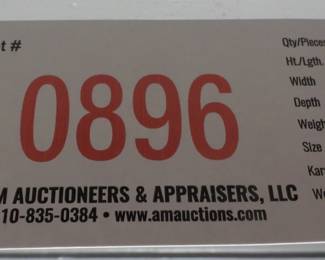 t #
0896
M AUCTIONEERS & APPRAISERS, LLC
10-835-0384 • www.amauctions.com
Qty/Pieces
Ht./Lgth.
Width
Depth
Weigh
Size
Kar
We